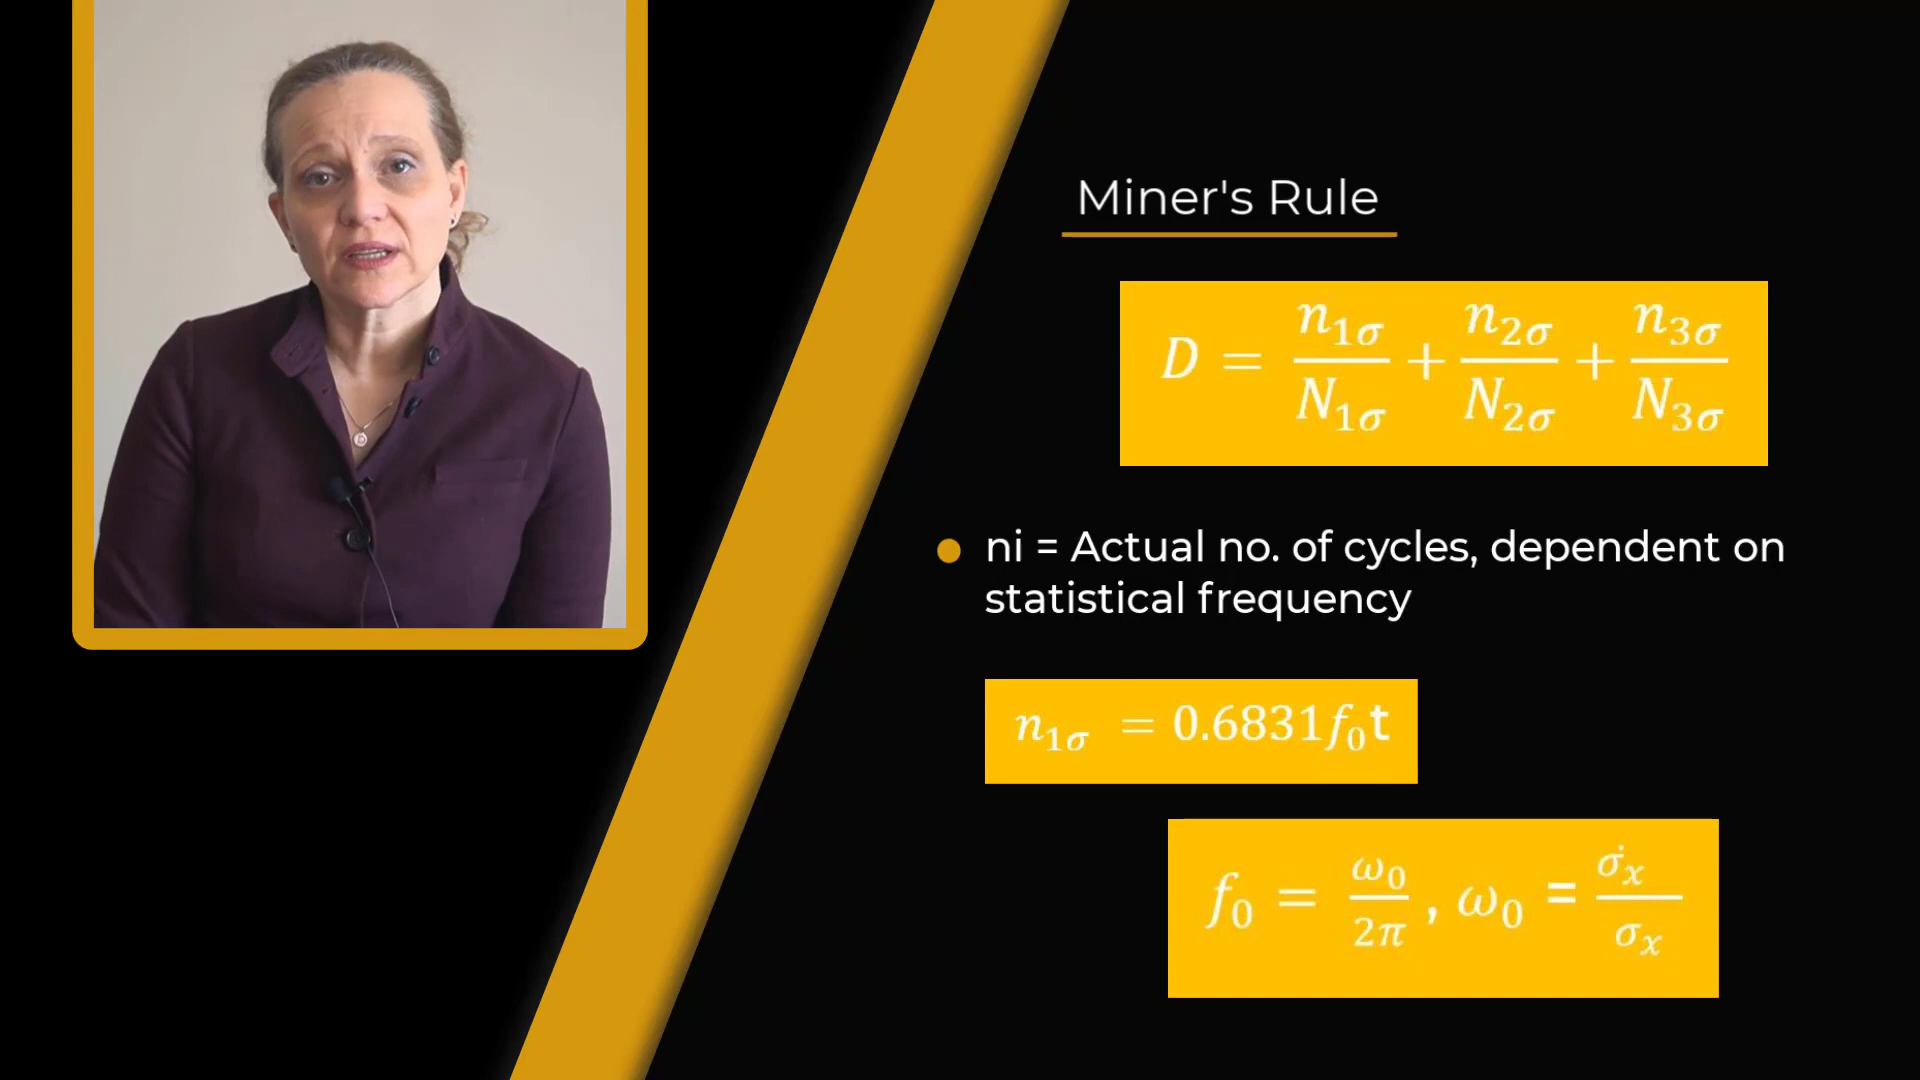 Miner's Rule
D = n1σ/N1σ + n2σ/N2σ + n3σ/N3σ
ni = Actual no. of cycles, dependent on
statistical frequency
n1σ = 0.6831f0t
f0 = ω0/2π , ω0 = σ̇x/σx